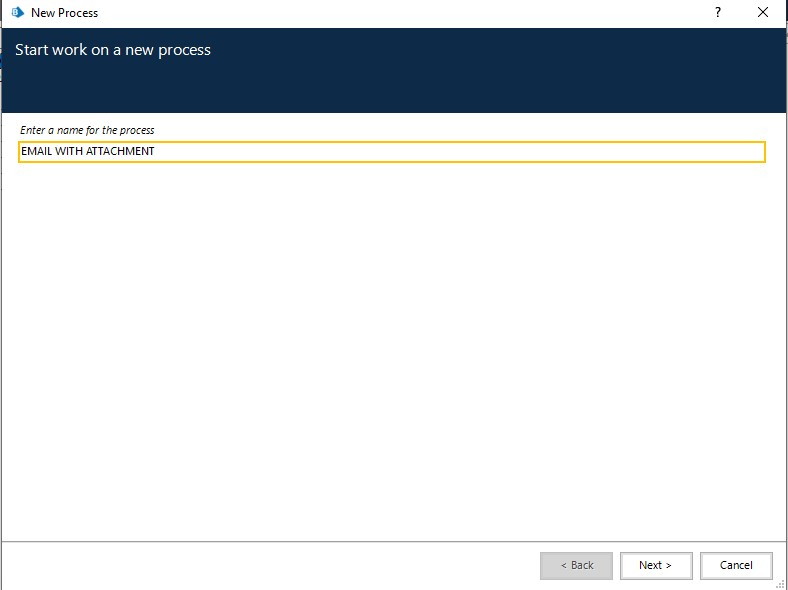 New Process
?
Start work on a new process
Enter a name for the process
EMAIL WITH ATTACHMENT
< Back
Next >
Cancel